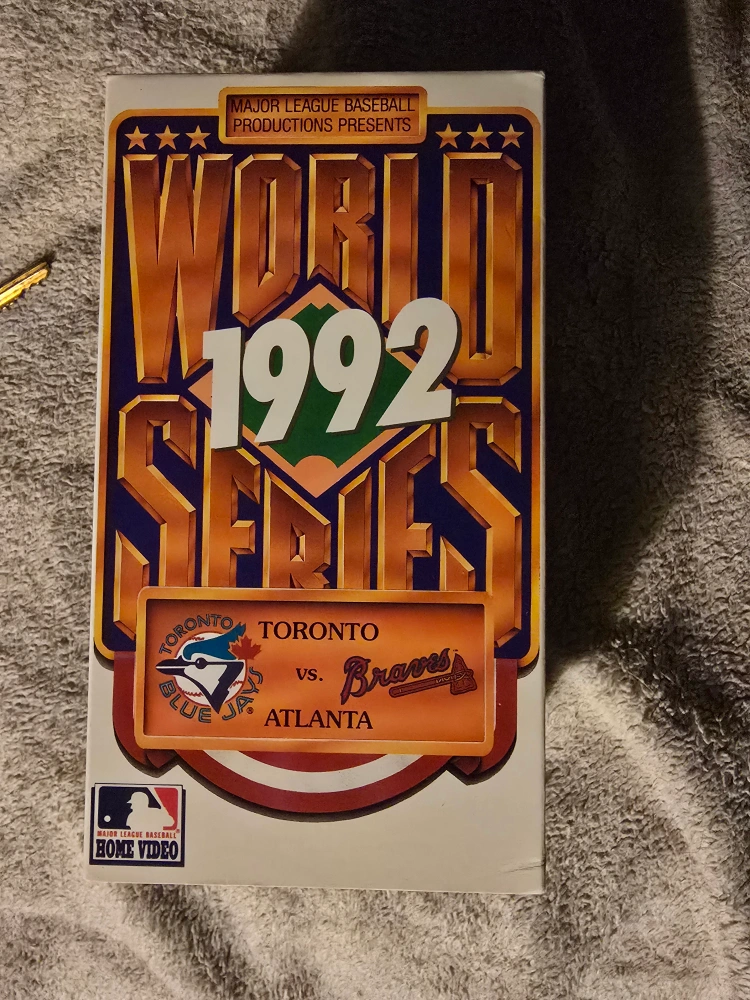 MAJOR LEAGUE BASEBALL
PRODUCTIONS PRESENTS
WORLD
1992
SERIES
TORONTO
BLUE JAYS
TORONTO
vs.
ATLANTA
Braves
MAJOR LEAGUE BASEBALL
HOME VIDEO